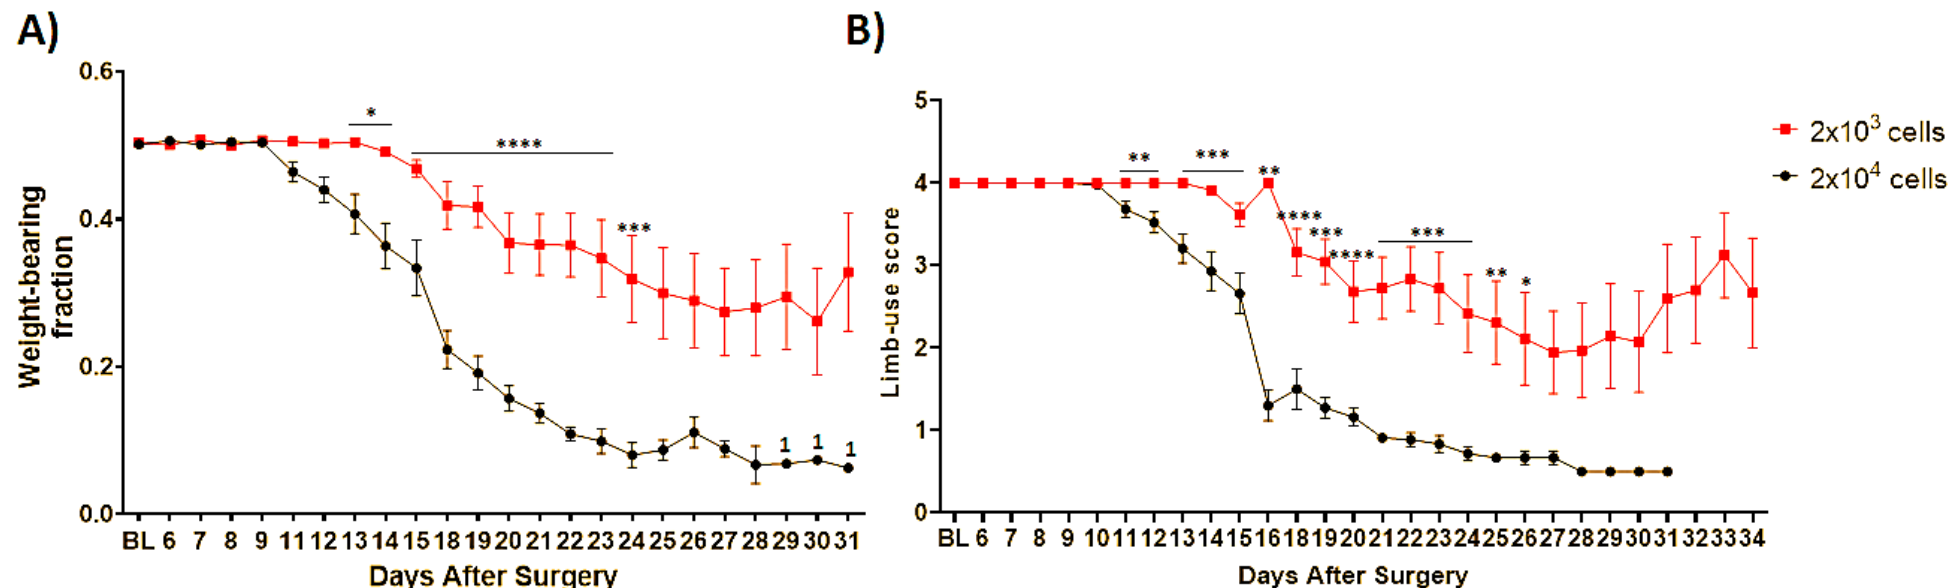 A)
B)
0.6
0.4
0.2
0.0
Weight-bearing
fraction
*
****
***
1 1 1
BL 6 7 8 9 11 12 13 14 15 18 19 20 21 22 23 24 25 26 27 28 29 30 31
Days After Surgery
5
4
3
2
1
0
Limb-use score
** *** **
****
***
****
***
** *
BL 6 7 8 9 10 11 12 13 14 15 16 18 19 20 21 22 23 24 25 26 27 28 29 30 31 32 33 34
Days After Surgery
2x10³ cells
2x10⁴ cells